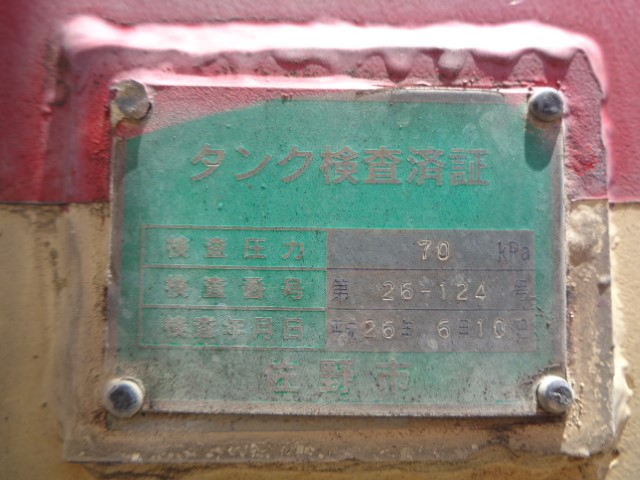 タンク検査済証
検査圧力 70 kPa
検査番号 第 26-124 号
検査年月日 平成26年 6月10日
佐野市